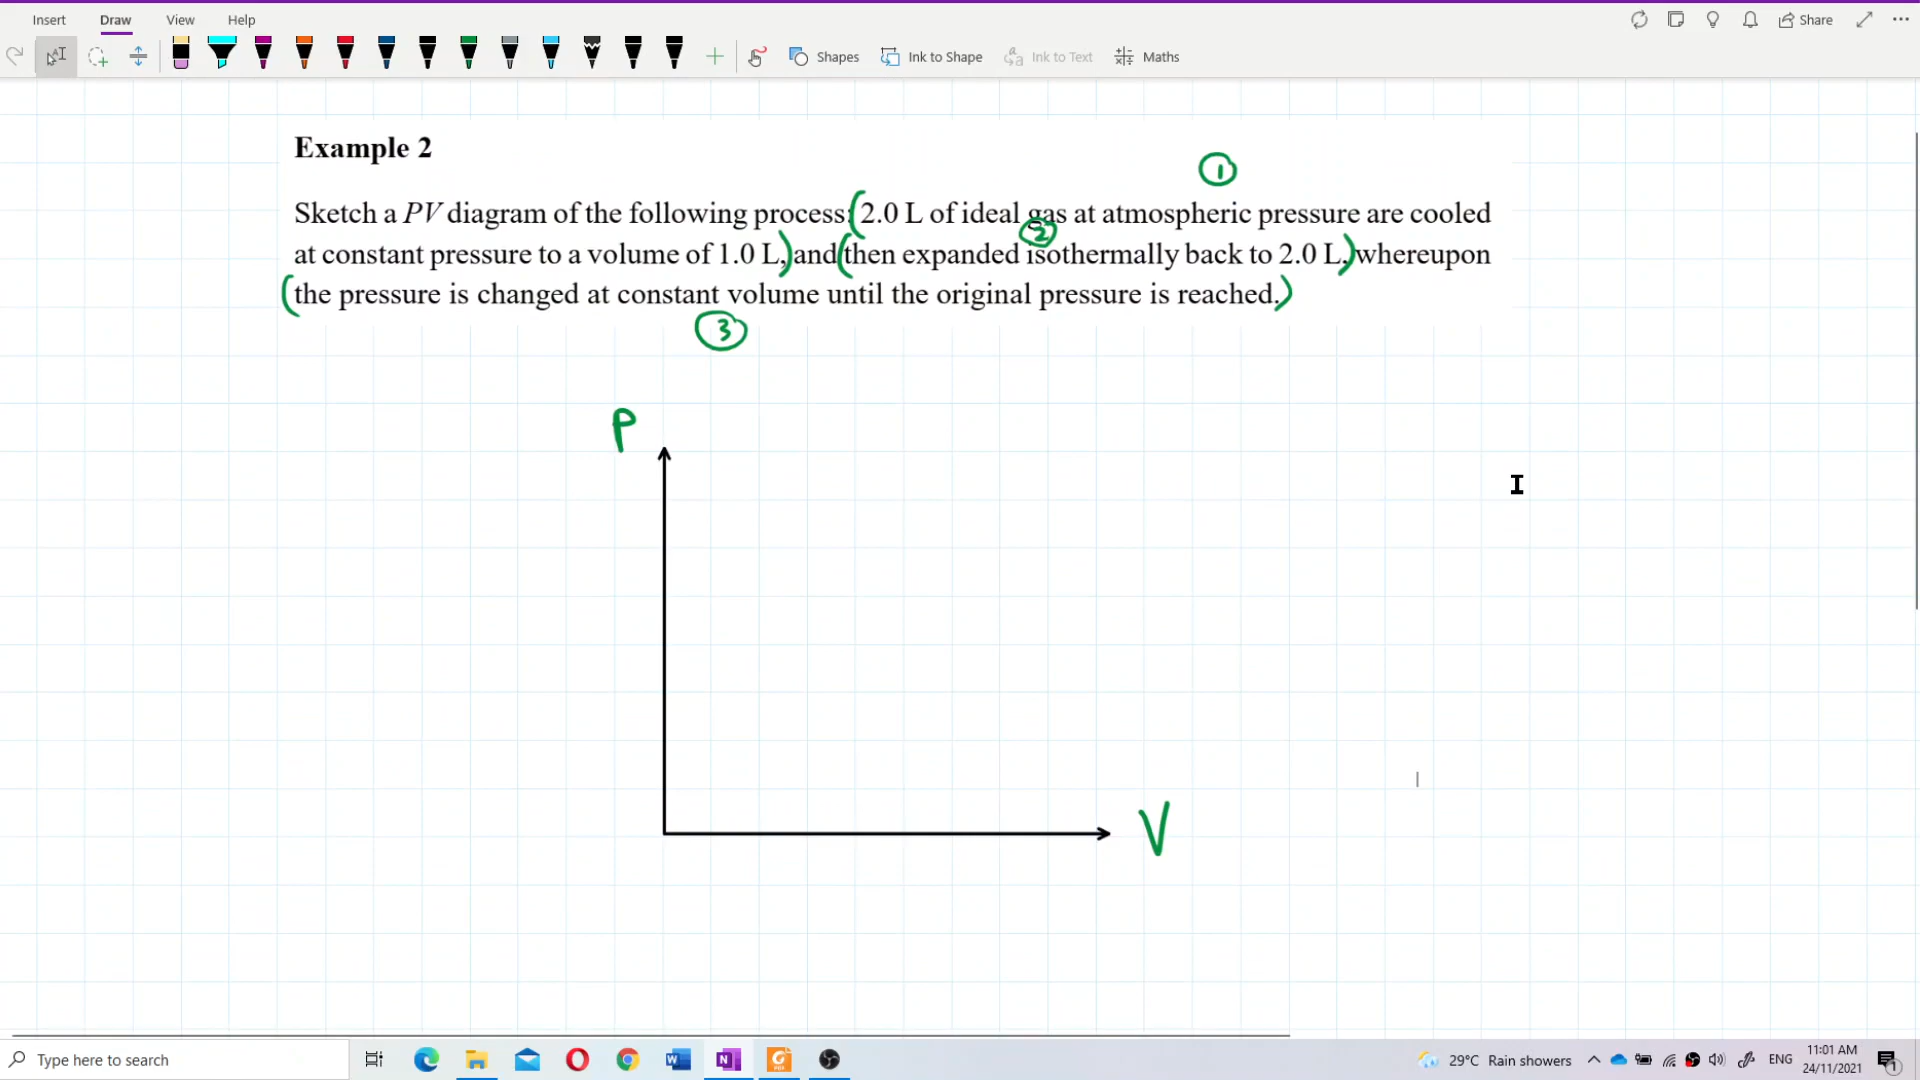 Insert Draw View Help Share
Shapes Ink to Shape Ink to Text Maths
Example 2
①
Sketch a PV diagram of the following process: (2.0 L of ideal gas at atmospheric pressure are cooled
②
at constant pressure to a volume of 1.0 L,) and (then expanded isothermally back to 2.0 L,) whereupon
(the pressure is changed at constant volume until the original pressure is reached.)
③
P
V
Type here to search 29°C Rain showers ENG 11:01 AM
24/11/2021